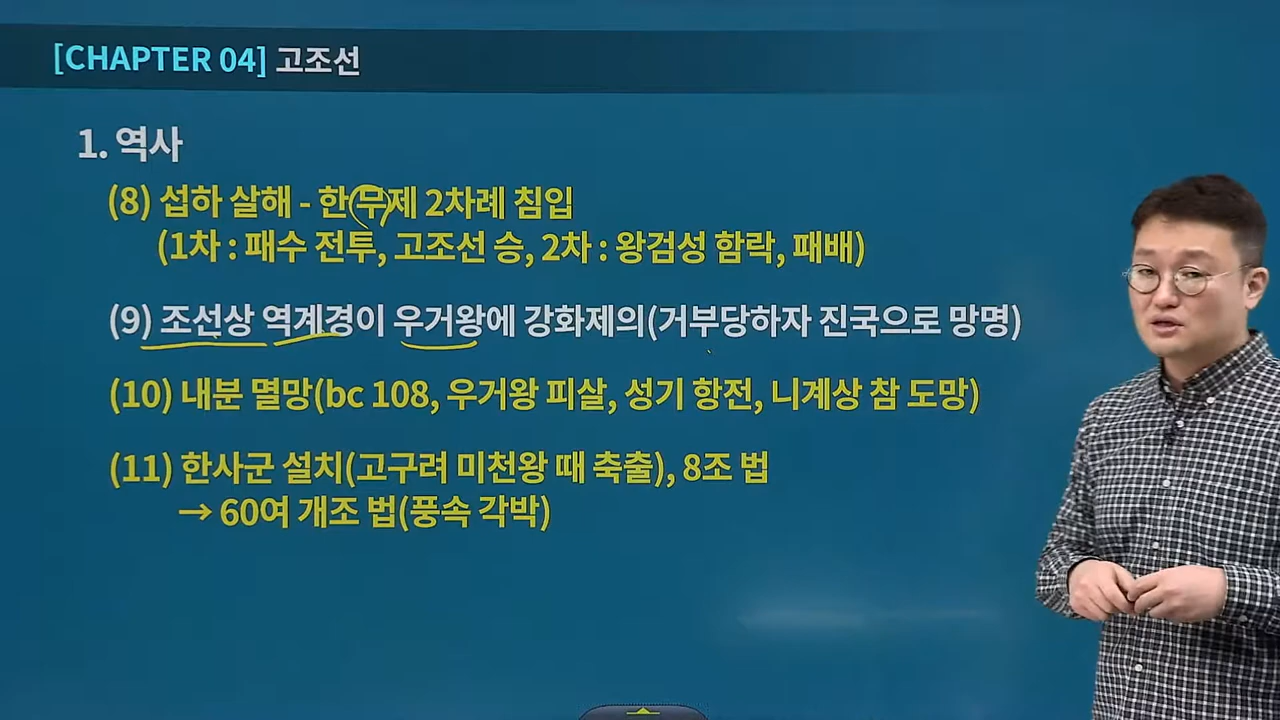 [CHAPTER 04] 고조선
1. 역사
(8) 섭하 살해 - 한무제 2차례 침입
(1차 : 패수 전투, 고조선 승, 2차 : 왕검성 함락, 패배)
(9) 조선상 역계경이 우거왕에 강화제의(거부당하자 진국으로 망명)
(10) 내분 멸망(bc 108, 우거왕 피살, 성기 항전, 니계상 참 도망)
(11) 한사군 설치(고구려 미천왕 때 축출), 8조 법
→ 60여 개조 법(풍속 각박)